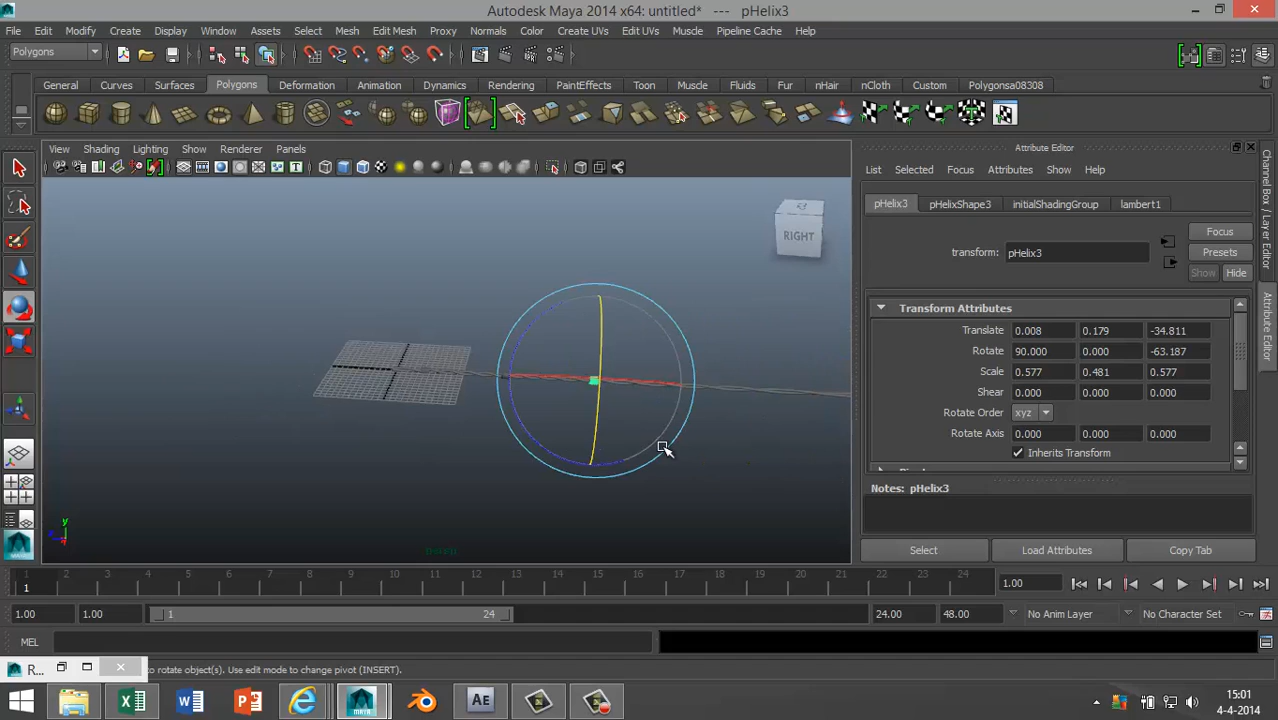 Autodesk Maya 2014 x64: untitled* --- pHelix3
File Edit Modify Create Display Window Assets Select Mesh Edit Mesh Proxy Normals Color Create UVs Edit UVs Muscle Pipeline Cache Help
Polygons
General Curves Surfaces Polygons Deformation Animation Dynamics Rendering PaintEffects Toon Muscle Fluids Fur nHair nCloth Custom Polygonsa08308
View Shading Lighting Show Renderer Panels
Attribute Editor
List Selected Focus Attributes Show Help
pHelix3 pHelixShape3 initialShadingGroup lambert1
Focus
transform: pHelix3
Presets
Show Hide
Transform Attributes
Translate 0.008 0.179 -34.811
Rotate 90.000 0.000 -63.187
Scale 0.577 0.481 0.577
Shear 0.000 0.000 0.000
Rotate Order xyz
Rotate Axis 0.000 0.000 0.000
Inherits Transform
Notes: pHelix3
Select Load Attributes Copy Tab
Channel Box / Layer Editor
Attribute Editor
RIGHT
y
1 2 3 4 5 6 7 8 9 10 11 12 13 14 15 16 17 18 19 20 21 22 23 24
1
1.00
1.00 1.00 1 24 24.00 48.00 No Anim Layer No Character Set
MEL
R... to rotate object(s). Use edit mode to change pivot (INSERT).
AE
15:01
4-4-2014